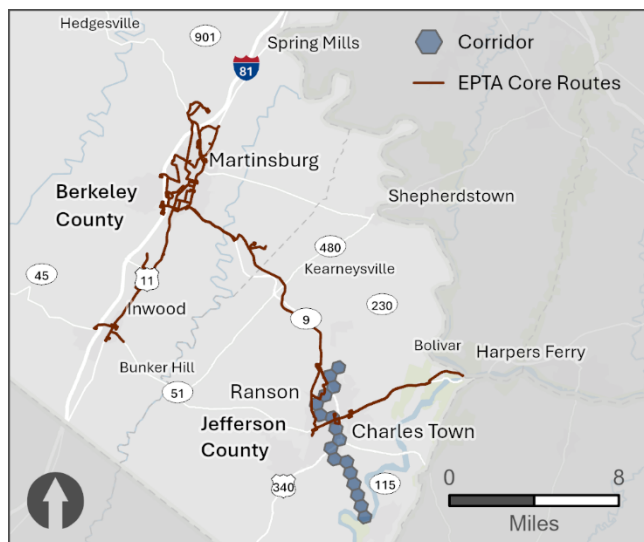 Hedgesville
901
Spring Mills
81
Corridor
EPTA Core Routes
Martinsburg
Berkeley
County
Shepherdstown
480
Kearneysville
45
11
230
Inwood
9
Bolivar
Harpers Ferry
Bunker Hill
51
Ranson
Jefferson
County
Charles Town
340
115
0
8
Miles